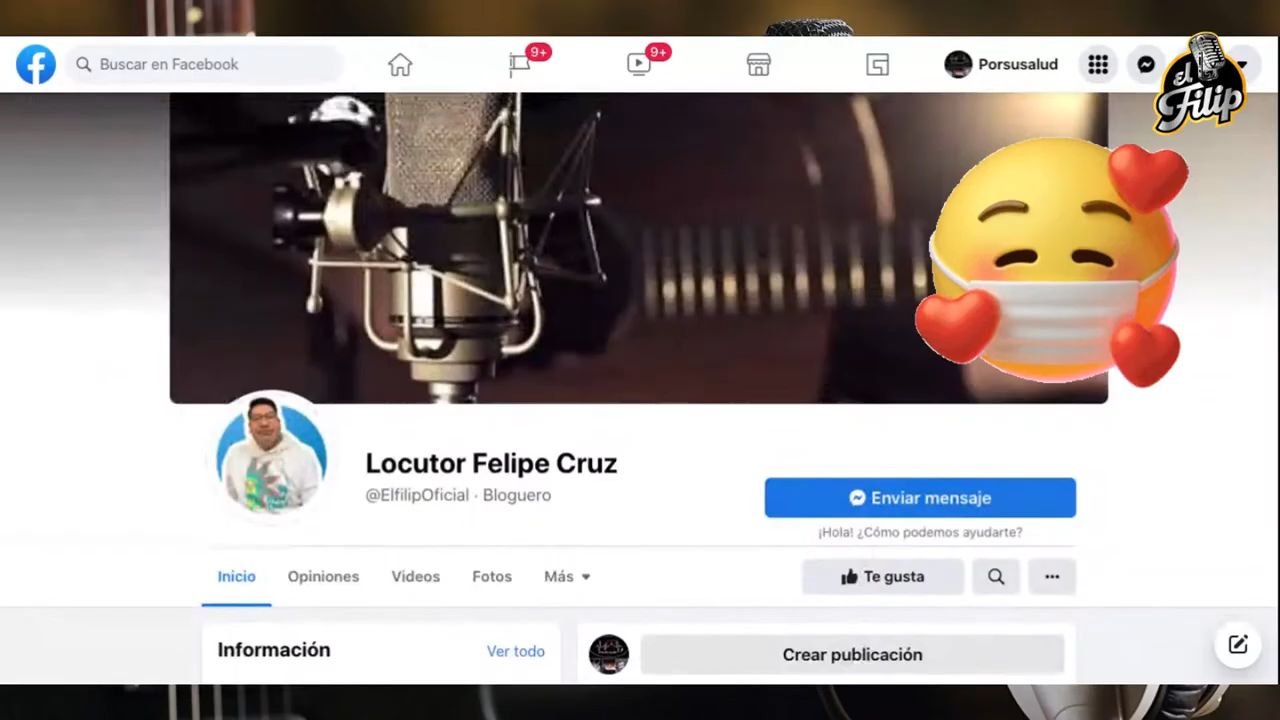 Buscar en Facebook
9+
9+
Porsusalud
EL
Filip
Locutor Felipe Cruz
@ElfilipOficial · Bloguero
Enviar mensaje
¡Hola! ¿Cómo podemos ayudarte?
Inicio
Opiniones
Videos
Fotos
Más
Te gusta
Información
Ver todo
Crear publicación